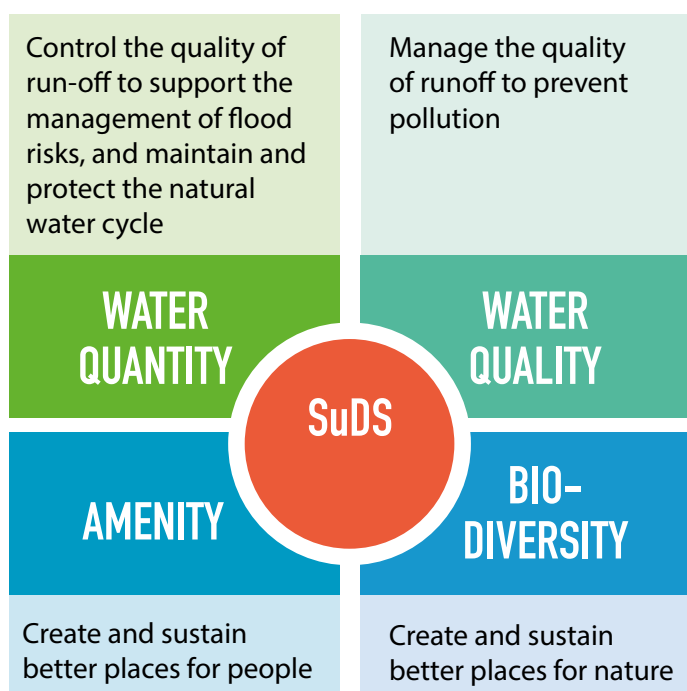 Control the quality of
run-off to support the
management of flood
risks, and maintain and
protect the natural
water cycle
Manage the quality
of runoff to prevent
pollution
WATER
QUANTITY
WATER
QUALITY
SuDS
AMENITY
BIO-
DIVERSITY
Create and sustain
better places for people
Create and sustain
better places for nature